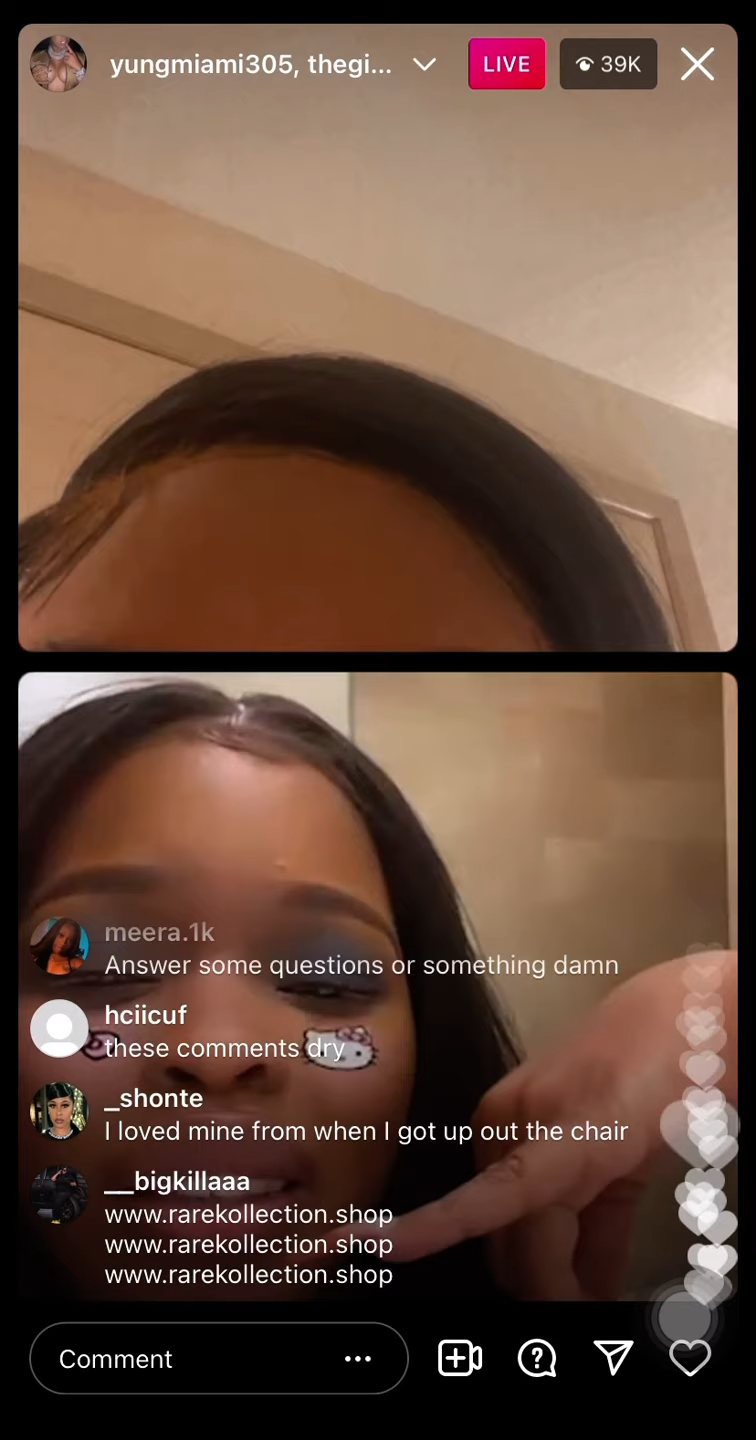 yungmiami305, thegi...
LIVE
39K
meera.1k
Answer some questions or something damn
hciicuf
these comments dry
_shonte
I loved mine from when I got up out the chair
__bigkillaaa
www.rarekollection.shop
www.rarekollection.shop
www.rarekollection.shop
Comment